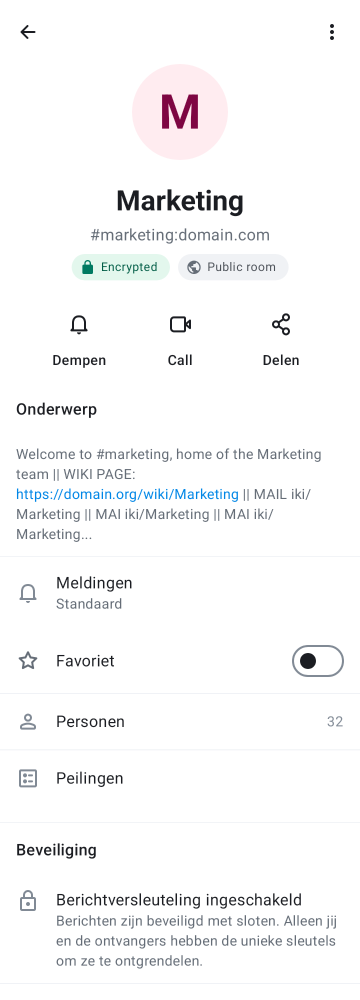 M
Marketing
#marketing:domain.com
Encrypted Public room
Dempen Call Delen
Onderwerp
Welcome to #marketing, home of the Marketing
team || WIKI PAGE:
https://domain.org/wiki/Marketing || MAIL iki/
Marketing || MAI iki/Marketing || MAI iki/
Marketing...
Meldingen
Standaard
Favoriet
Personen 32
Peilingen
Beveiliging
Berichtversleuteling ingeschakeld
Berichten zijn beveiligd met sloten. Alleen jij
en de ontvangers hebben de unieke sleutels
om ze te ontgrendelen.